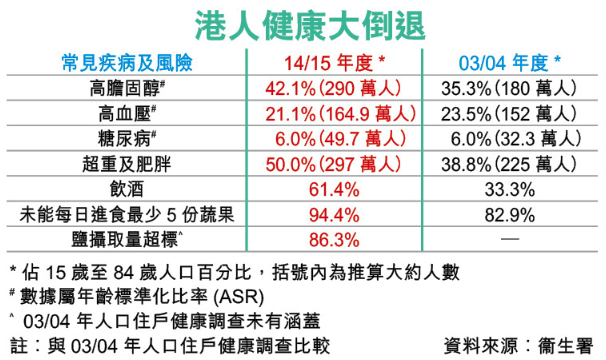 港人健康大倒退
常見疾病及風險 14/15 年度 * 03/04 年度 *
高膽固醇# 42.1%(290 萬人) 35.3%(180 萬人)
高血壓# 21.1%(164.9 萬人) 23.5%(152 萬人)
糖尿病# 6.0%(49.7 萬人) 6.0%(32.3 萬人)
超重及肥胖 50.0%(297 萬人) 38.8%(225 萬人)
飲酒 61.4% 33.3%
未能每日進食最少 5 份蔬果 94.4% 82.9%
鹽攝取量超標^ 86.3% —
* 佔 15 歲至 84 歲人口百分比，括號內為推算大約人數
# 數據屬年齡標準化比率 (ASR)
^ 03/04 年人口住戶健康調查未有涵蓋
註：與 03/04 年人口住戶健康調查比較 資料來源：衞生署